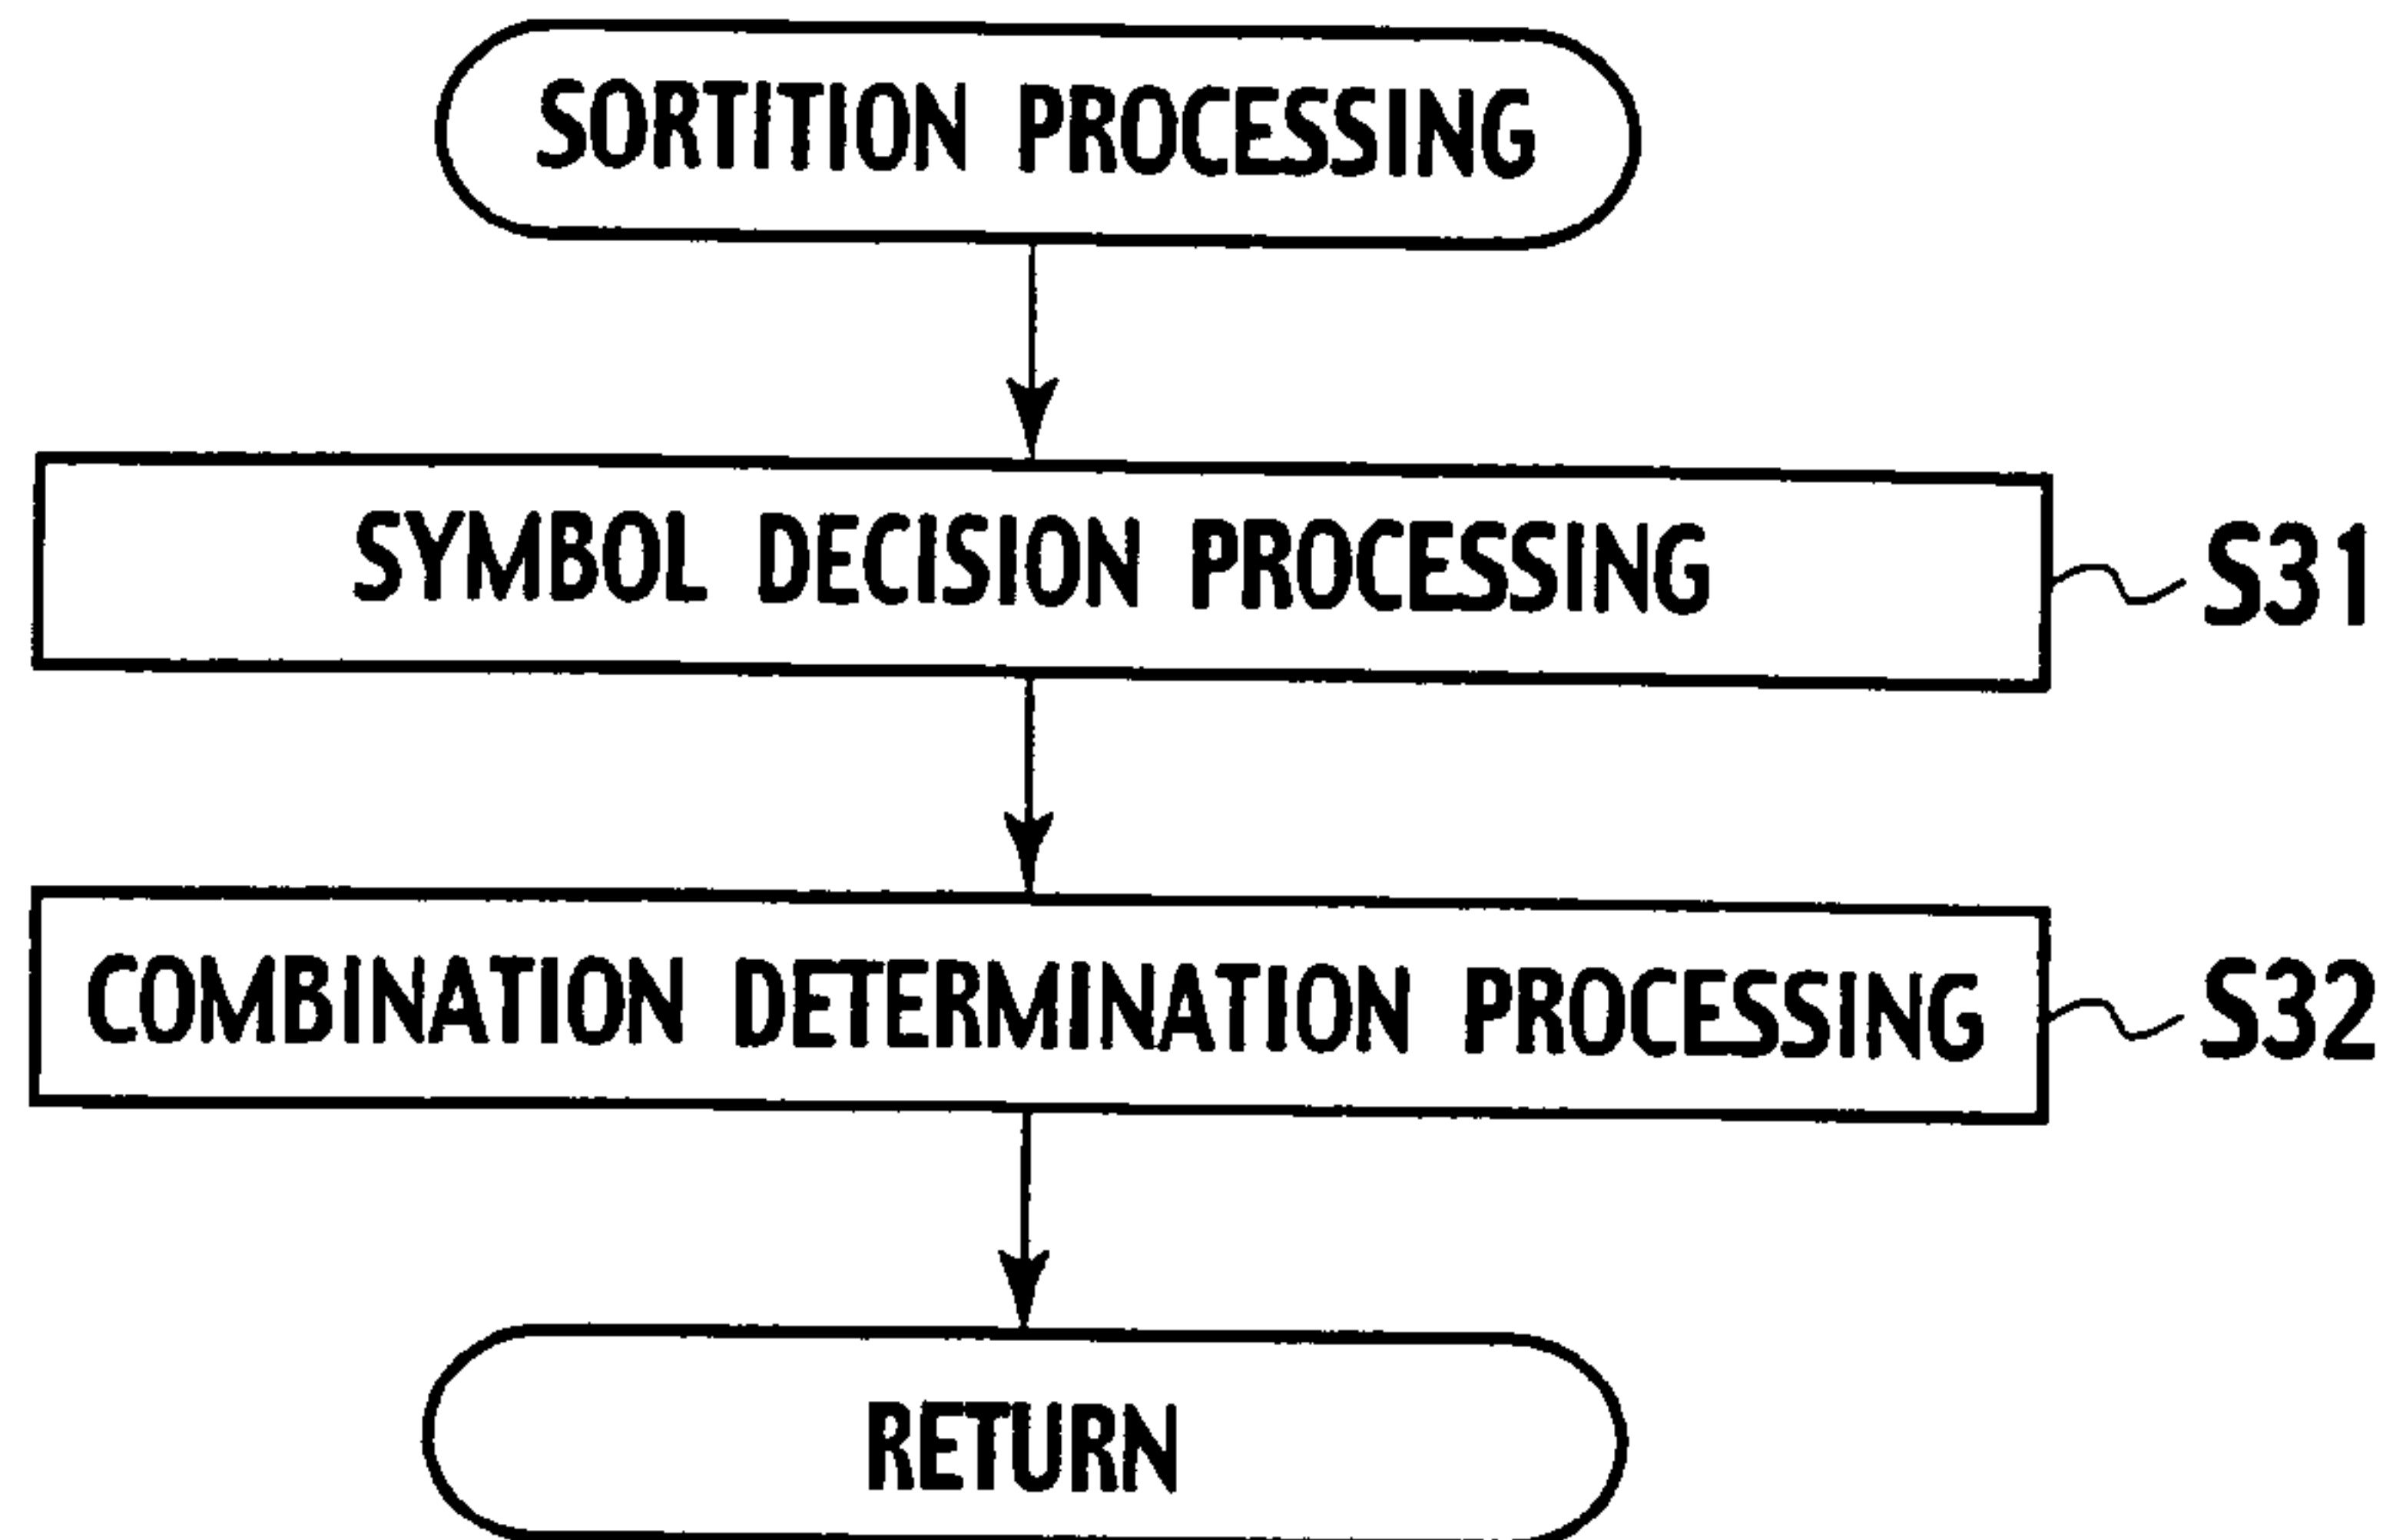 SORTITION PROCESSING
SYMBOL DECISION PROCESSING
S31
COMBINATION DETERMINATION PROCESSING
S32
RETURN